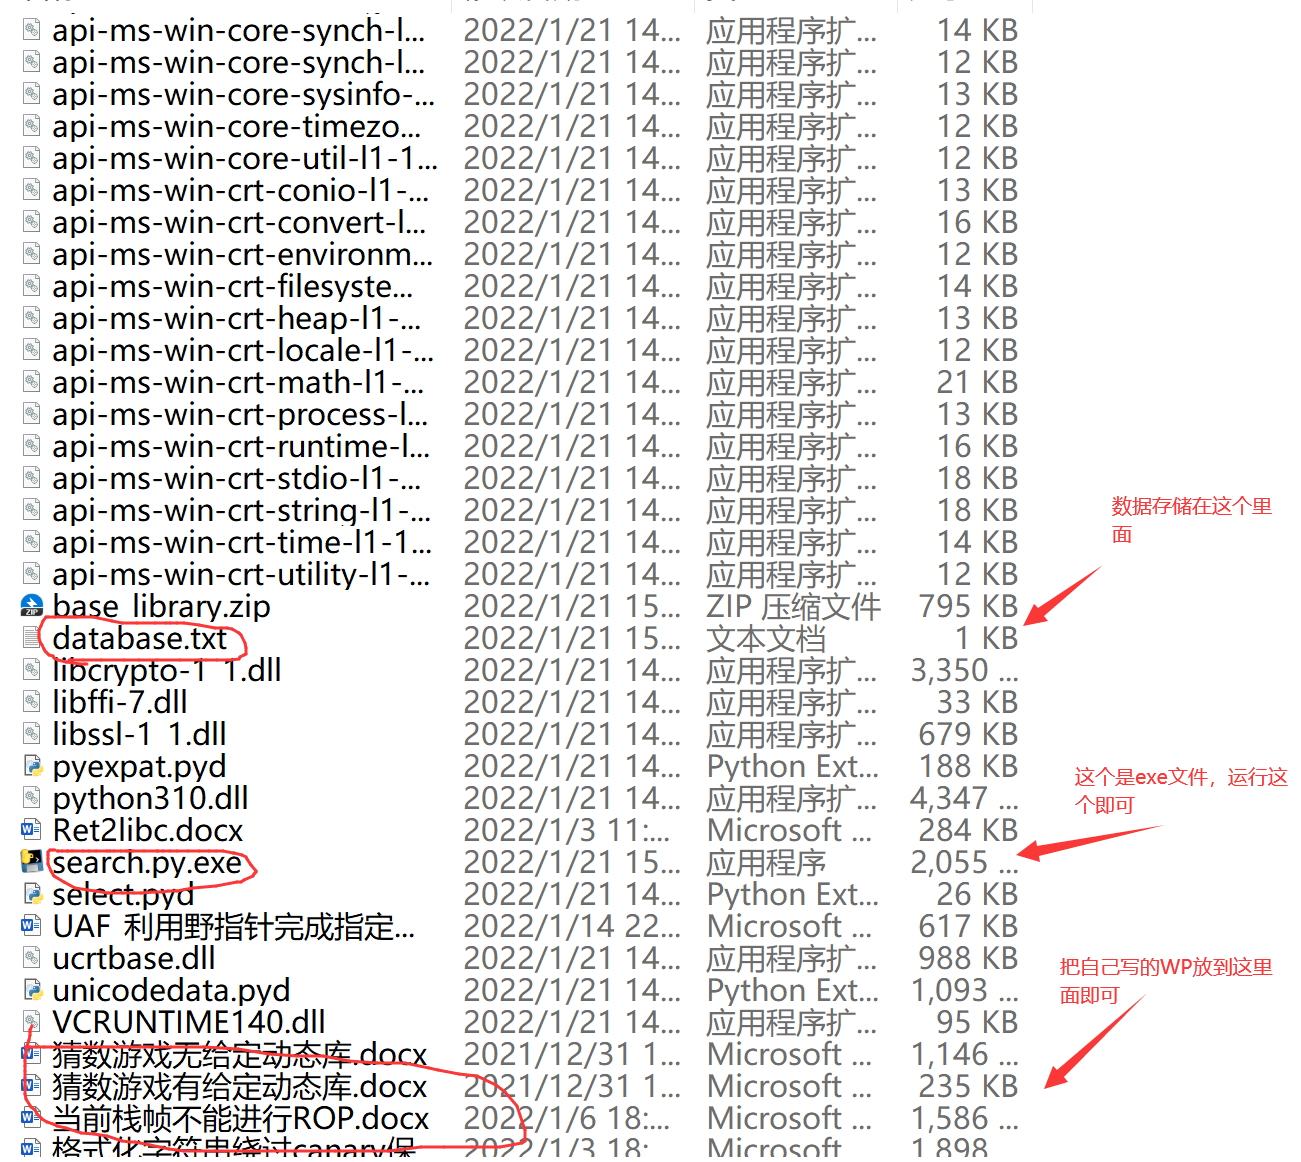 api-ms-win-core-synch-l... 2022/1/21 14... 应用程序扩... 14 KB
api-ms-win-core-synch-l... 2022/1/21 14... 应用程序扩... 12 KB
api-ms-win-core-sysinfo-... 2022/1/21 14... 应用程序扩... 13 KB
api-ms-win-core-timezo... 2022/1/21 14... 应用程序扩... 12 KB
api-ms-win-core-util-l1-1... 2022/1/21 14... 应用程序扩... 12 KB
api-ms-win-crt-conio-l1-... 2022/1/21 14... 应用程序扩... 13 KB
api-ms-win-crt-convert-l... 2022/1/21 14... 应用程序扩... 16 KB
api-ms-win-crt-environm... 2022/1/21 14... 应用程序扩... 12 KB
api-ms-win-crt-filesyste... 2022/1/21 14... 应用程序扩... 14 KB
api-ms-win-crt-heap-l1-... 2022/1/21 14... 应用程序扩... 13 KB
api-ms-win-crt-locale-l1-... 2022/1/21 14... 应用程序扩... 12 KB
api-ms-win-crt-math-l1-... 2022/1/21 14... 应用程序扩... 21 KB
api-ms-win-crt-process-l... 2022/1/21 14... 应用程序扩... 13 KB
api-ms-win-crt-runtime-l... 2022/1/21 14... 应用程序扩... 16 KB
api-ms-win-crt-stdio-l1-... 2022/1/21 14... 应用程序扩... 18 KB
api-ms-win-crt-string-l1-... 2022/1/21 14... 应用程序扩... 18 KB
api-ms-win-crt-time-l1-1... 2022/1/21 14... 应用程序扩... 14 KB
api-ms-win-crt-utility-l1-... 2022/1/21 14... 应用程序扩... 12 KB
数据存储在这个里
面
base_library.zip 2022/1/21 15... ZIP 压缩文件 795 KB
database.txt 2022/1/21 15... 文本文档 1 KB
libcrypto-1_1.dll 2022/1/21 14... 应用程序扩... 3,350 ...
libffi-7.dll 2022/1/21 14... 应用程序扩... 33 KB
libssl-1_1.dll 2022/1/21 14... 应用程序扩... 679 KB
pyexpat.pyd 2022/1/21 14... Python Ext... 188 KB
python310.dll 2022/1/21 14... 应用程序扩... 4,347 ...
这个是exe文件，运行这
个即可
Ret2libc.docx 2022/1/3 11:... Microsoft ... 284 KB
search.py.exe 2022/1/21 15... 应用程序 2,055 ...
select.pyd 2022/1/21 14... Python Ext... 26 KB
UAF_利用野指针完成指定... 2022/1/14 22... Microsoft ... 617 KB
ucrtbase.dll 2022/1/21 14... 应用程序扩... 988 KB
unicodedata.pyd 2022/1/21 14... Python Ext... 1,093 ...
把自己写的WP放到这里
面即可
VCRUNTIME140.dll 2022/1/21 14... 应用程序扩... 95 KB
猜数游戏无给定动态库.docx 2021/12/31 1... Microsoft ... 1,146 ...
猜数游戏有给定动态库.docx 2021/12/31 1... Microsoft ... 235 KB
当前栈帧不能进行ROP.docx 2022/1/6 18:... Microsoft ... 1,586 ...
格式化字符串绕过canary保 2022/1/3 18: Microsoft 1,898